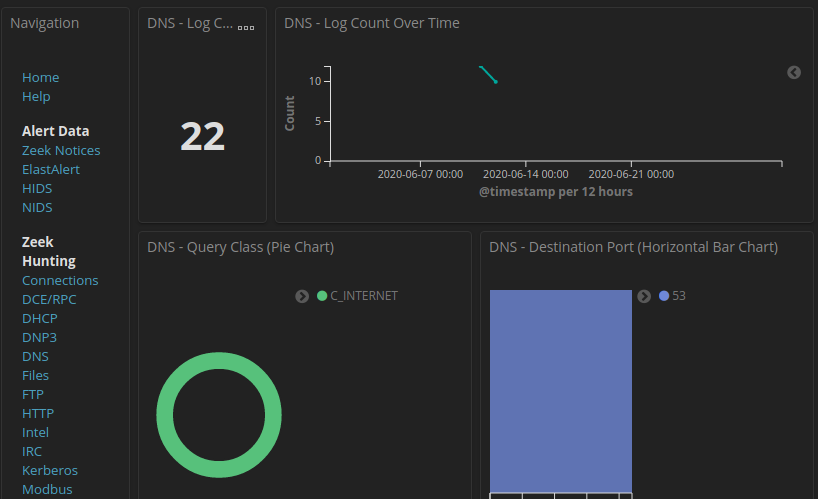 Navigation
Home
Help
Alert Data
Zeek Notices
ElastAlert
HIDS
NIDS
Zeek
Hunting
Connections
DCE/RPC
DHCP
DNP3
DNS
Files
FTP
HTTP
Intel
IRC
Kerberos
Modbus
DNS - Log C...
22
DNS - Log Count Over Time
Count
10
5
0
2020-06-07 00:00 2020-06-14 00:00 2020-06-21 00:00
@timestamp per 12 hours
DNS - Query Class (Pie Chart)
C_INTERNET
DNS - Destination Port (Horizontal Bar Chart)
53